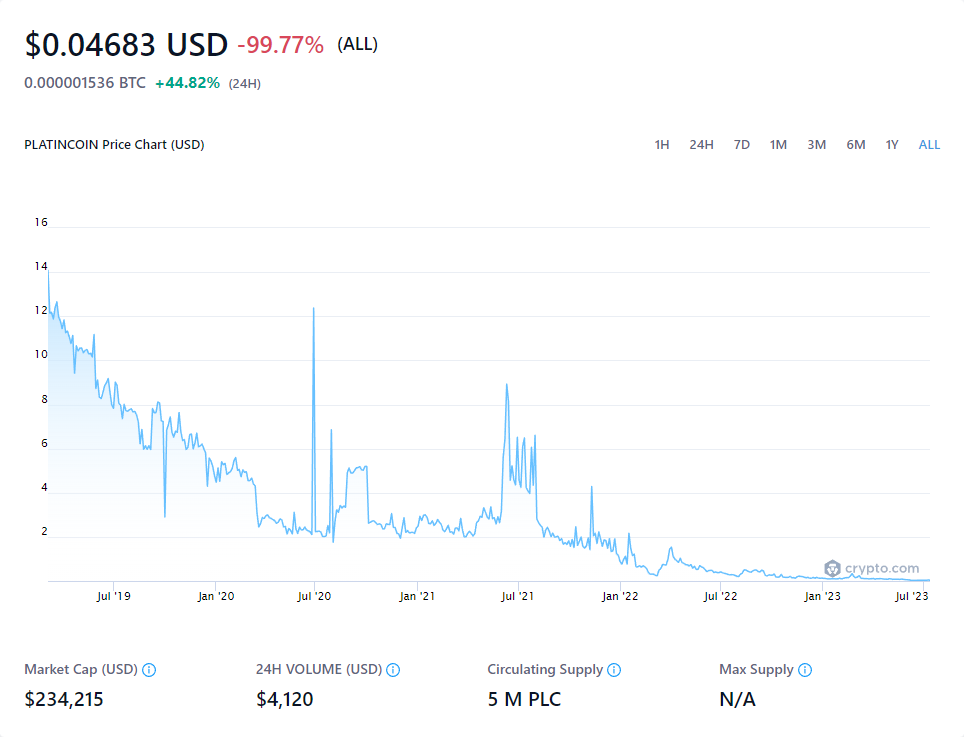 $0.04683 USD -99.77% (ALL)
0.000001536 BTC +44.82% (24H)
PLATINCOIN Price Chart (USD) 1H 24H 7D 1M 3M 6M 1Y ALL
16
14
12
10
8
6
4
2
crypto.com
Jul '19 Jan '20 Jul '20 Jan '21 Jul '21 Jan '22 Jul '22 Jan '23 Jul '23
Market Cap (USD) 24H VOLUME (USD) Circulating Supply Max Supply
$234,215 $4,120 5 M PLC N/A